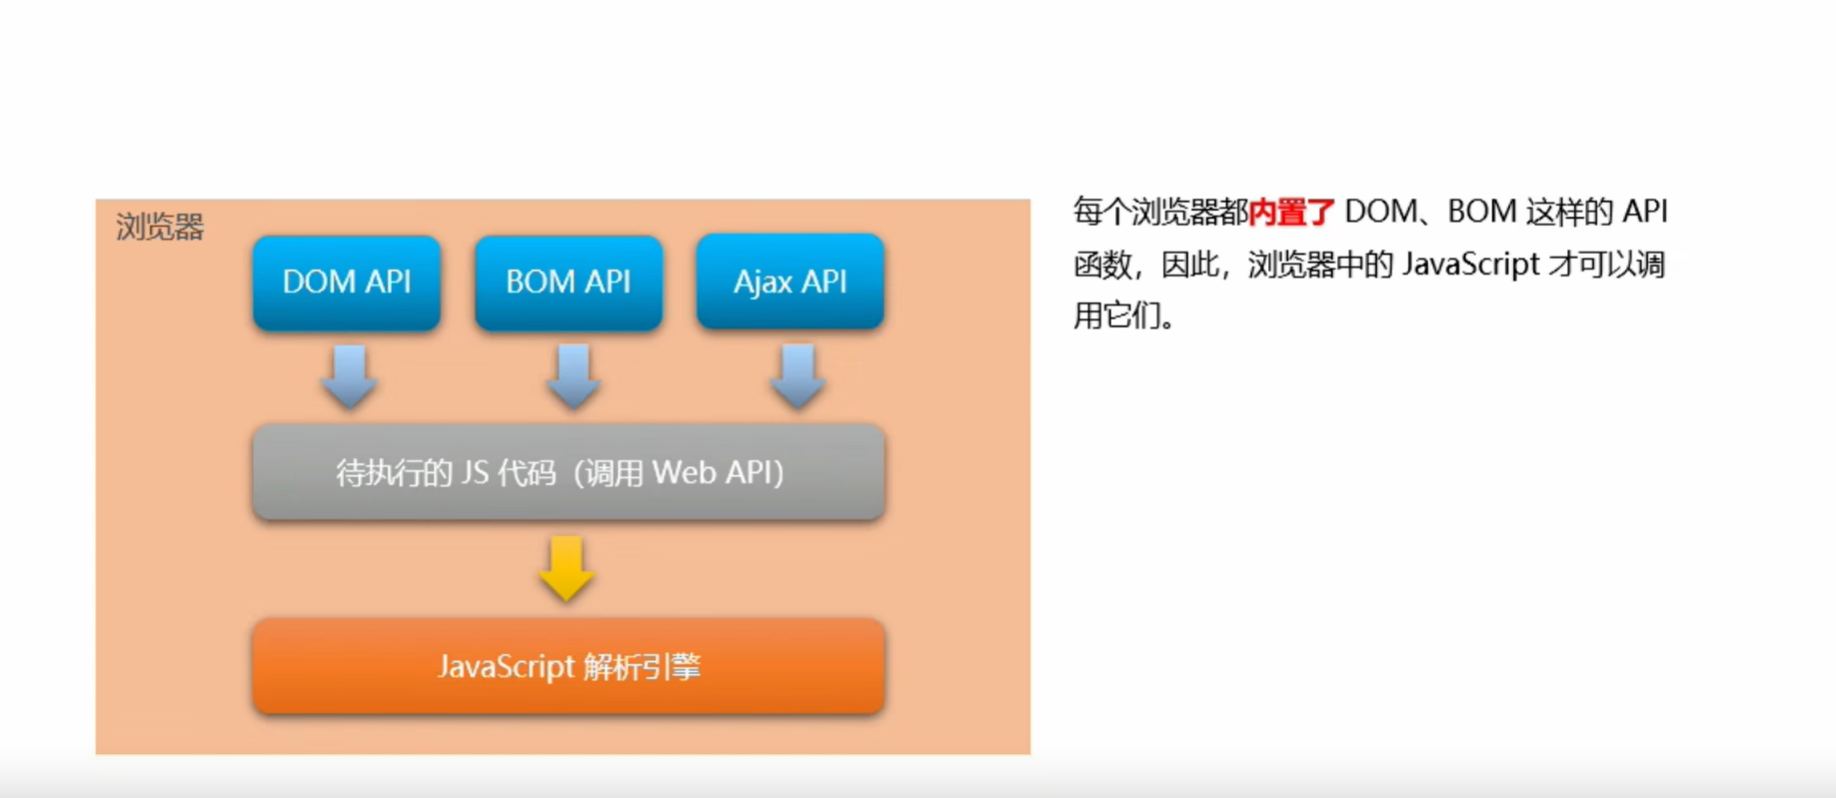 浏览器
DOM API
BOM API
Ajax API
待执行的 JS 代码（调用 Web API）
JavaScript 解析引擎
每个浏览器都内置了 DOM、BOM 这样的 API
函数，因此，浏览器中的 JavaScript 才可以调
用它们。